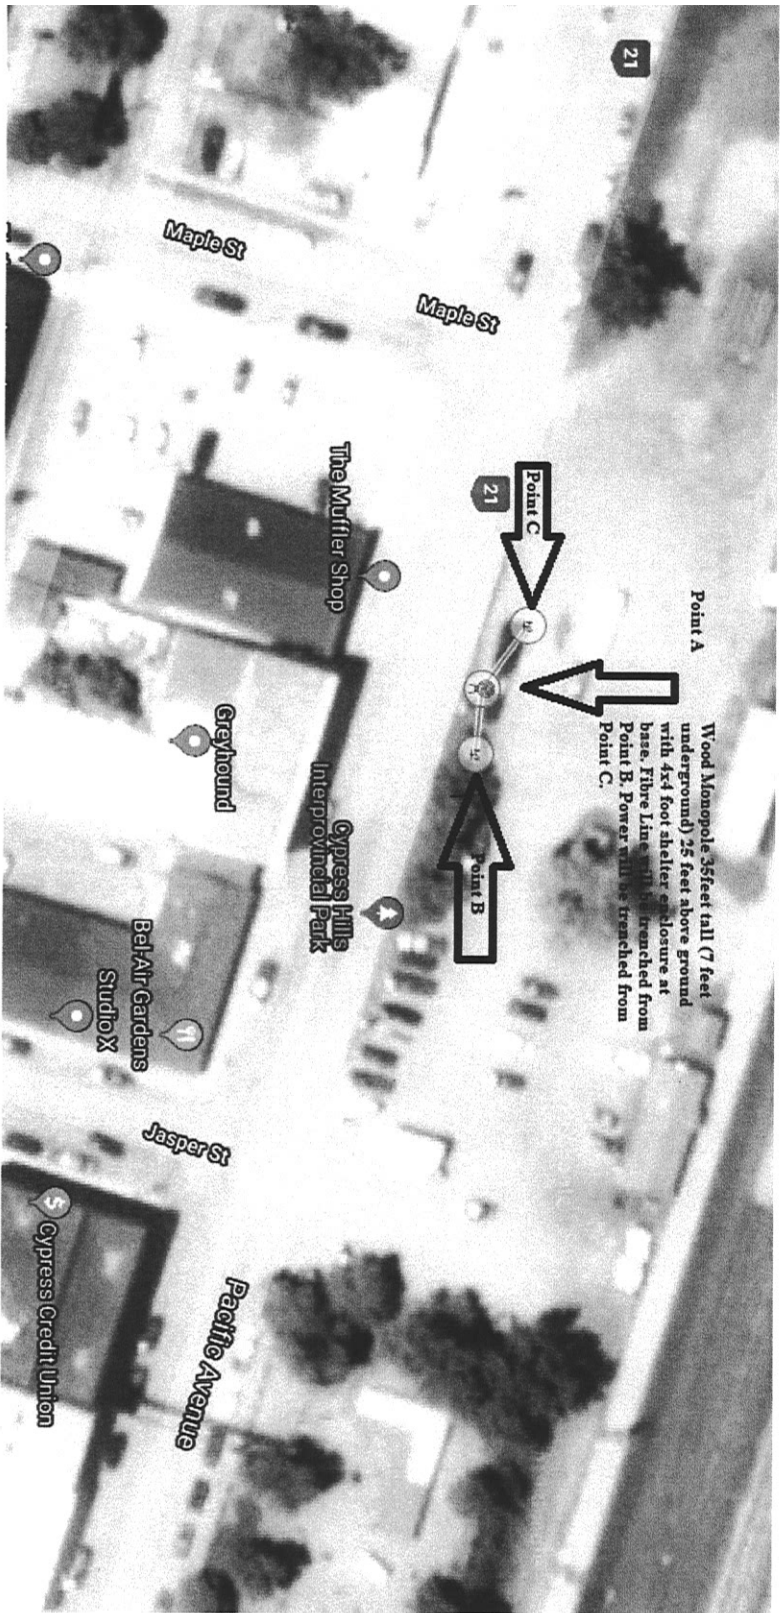 21
Maple St
Maple St
The Muffler Shop
21
Point C
Point A
Wood Monopole 35feet tall (7 feet
underground) 25 feet above ground
with 4x4 foot shelter enclosure at
base. Fibre Line will be trenched from
Point B. Power will be trenched from
Point C.
Point B
Greyhound
Cypress Hills
Interprovincial Park
Bel-Air Gardens
Studio X
Jasper St
$
Cypress Credit Union
Pacific Avenue